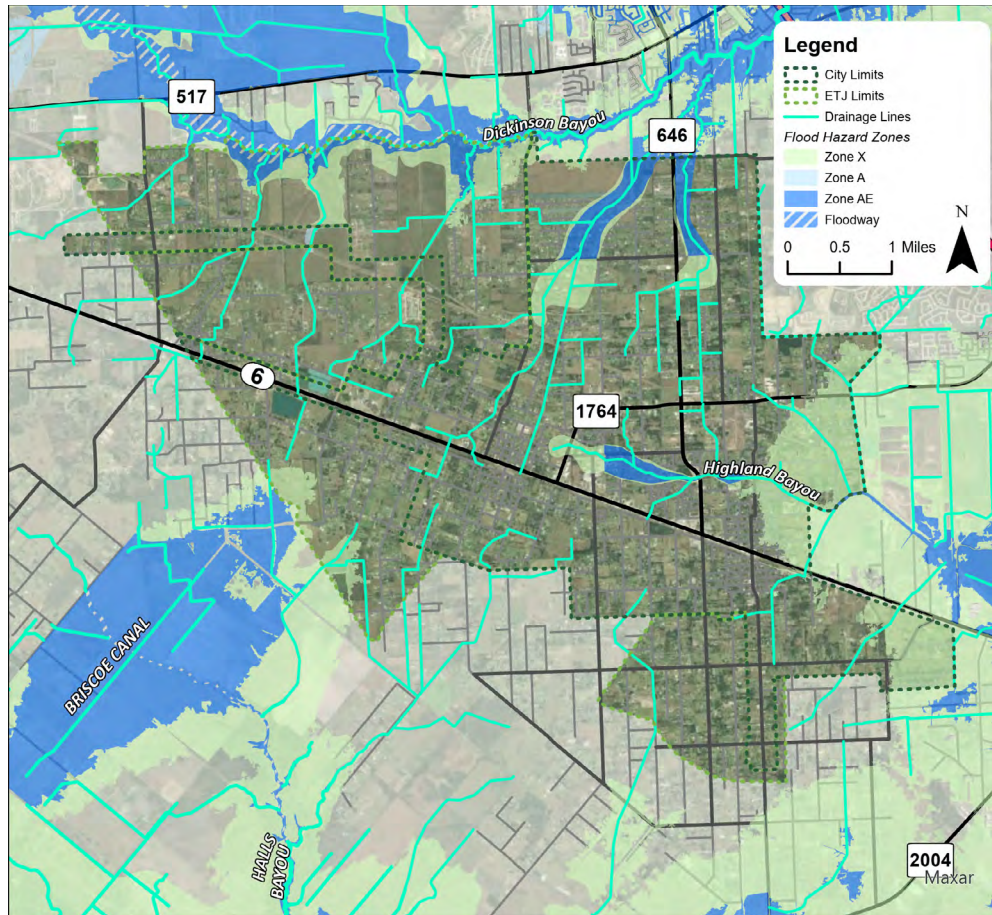 Legend
City Limits
ETJ Limits
Drainage Lines
Flood Hazard Zones
Zone X
Zone A
Zone AE
Floodway
N
0 0.5 1 Miles
517
Dickinson Bayou
646
6
1764
Highland Bayou
BRISCOE CANAL
HALLS
BAYOU
2004
Maxar